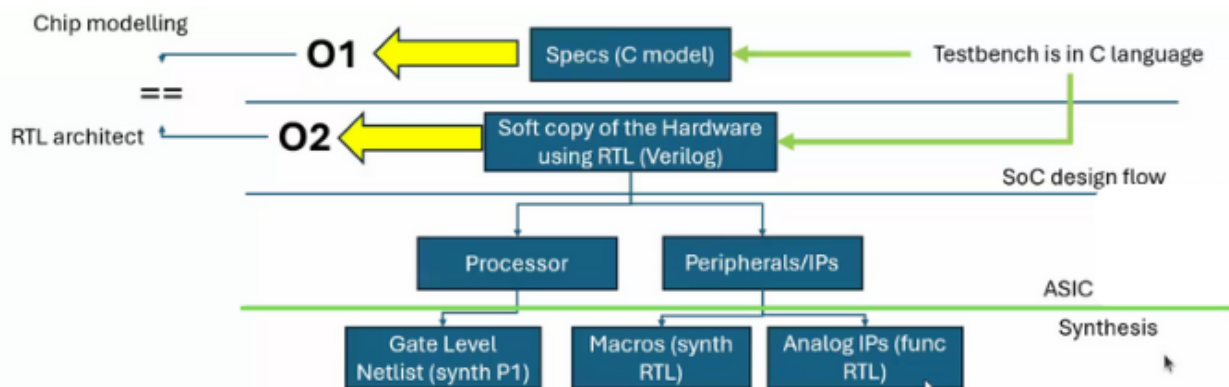 Chip modelling
O1
Specs (C model)
Testbench is in C language
==
RTL architect
O2
Soft copy of the Hardware
using RTL (Verilog)
SoC design flow
Processor
Peripherals/IPs
ASIC
Synthesis
Gate Level
Netlist (synth P1)
Macros (synth
RTL)
Analog IPs (func
RTL)